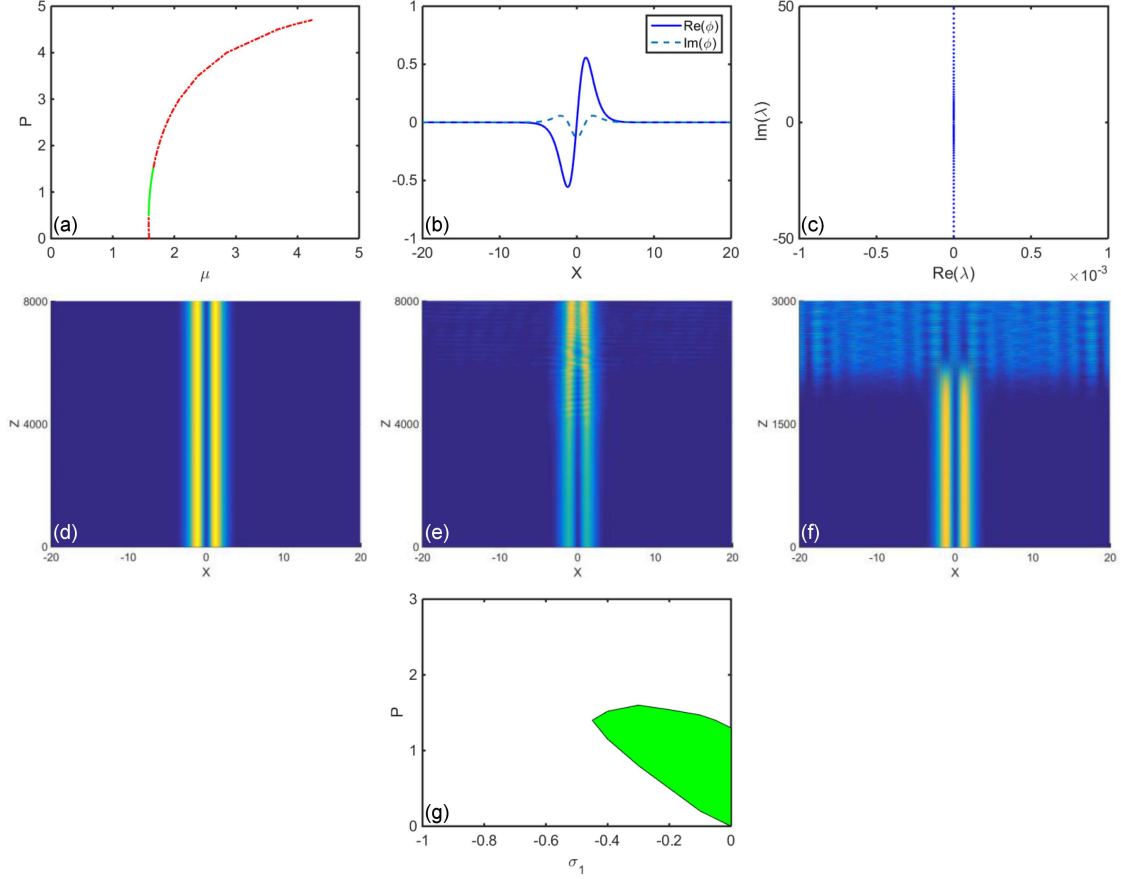 5
4
3
2
1
0
P
0 1 2 3 4 5
μ
(a)
1
0.5
0
-0.5
-1
Re(ϕ)
Im(ϕ)
-20 -10 0 10 20
X
(b)
50
0
-50
Im(λ)
-1 -0.5 0 0.5 1
Re(λ) ×10⁻³
(c)
8000
4000
0
Z
-20 -10 0 10 20
X
(d)
8000
4000
0
Z
-20 -10 0 10 20
X
(e)
3000
1500
0
Z
-20 -10 0 10 20
X
(f)
3
2
1
0
P
-1 -0.8 -0.6 -0.4 -0.2 0
σ₁
(g)